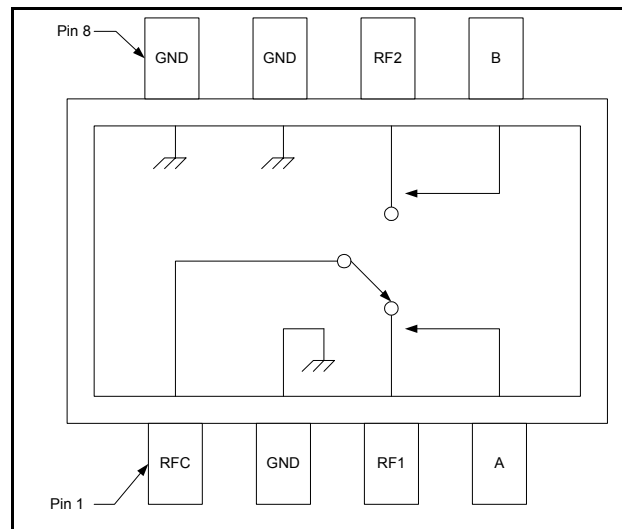 Pin 8
GND
GND
RF2
B
RFC
GND
RF1
A
Pin 1